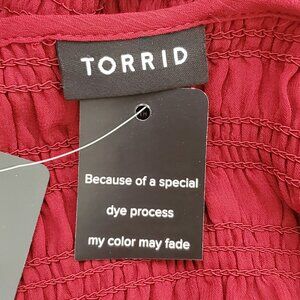 TORRID
Because of a special
dye process
my color may fade